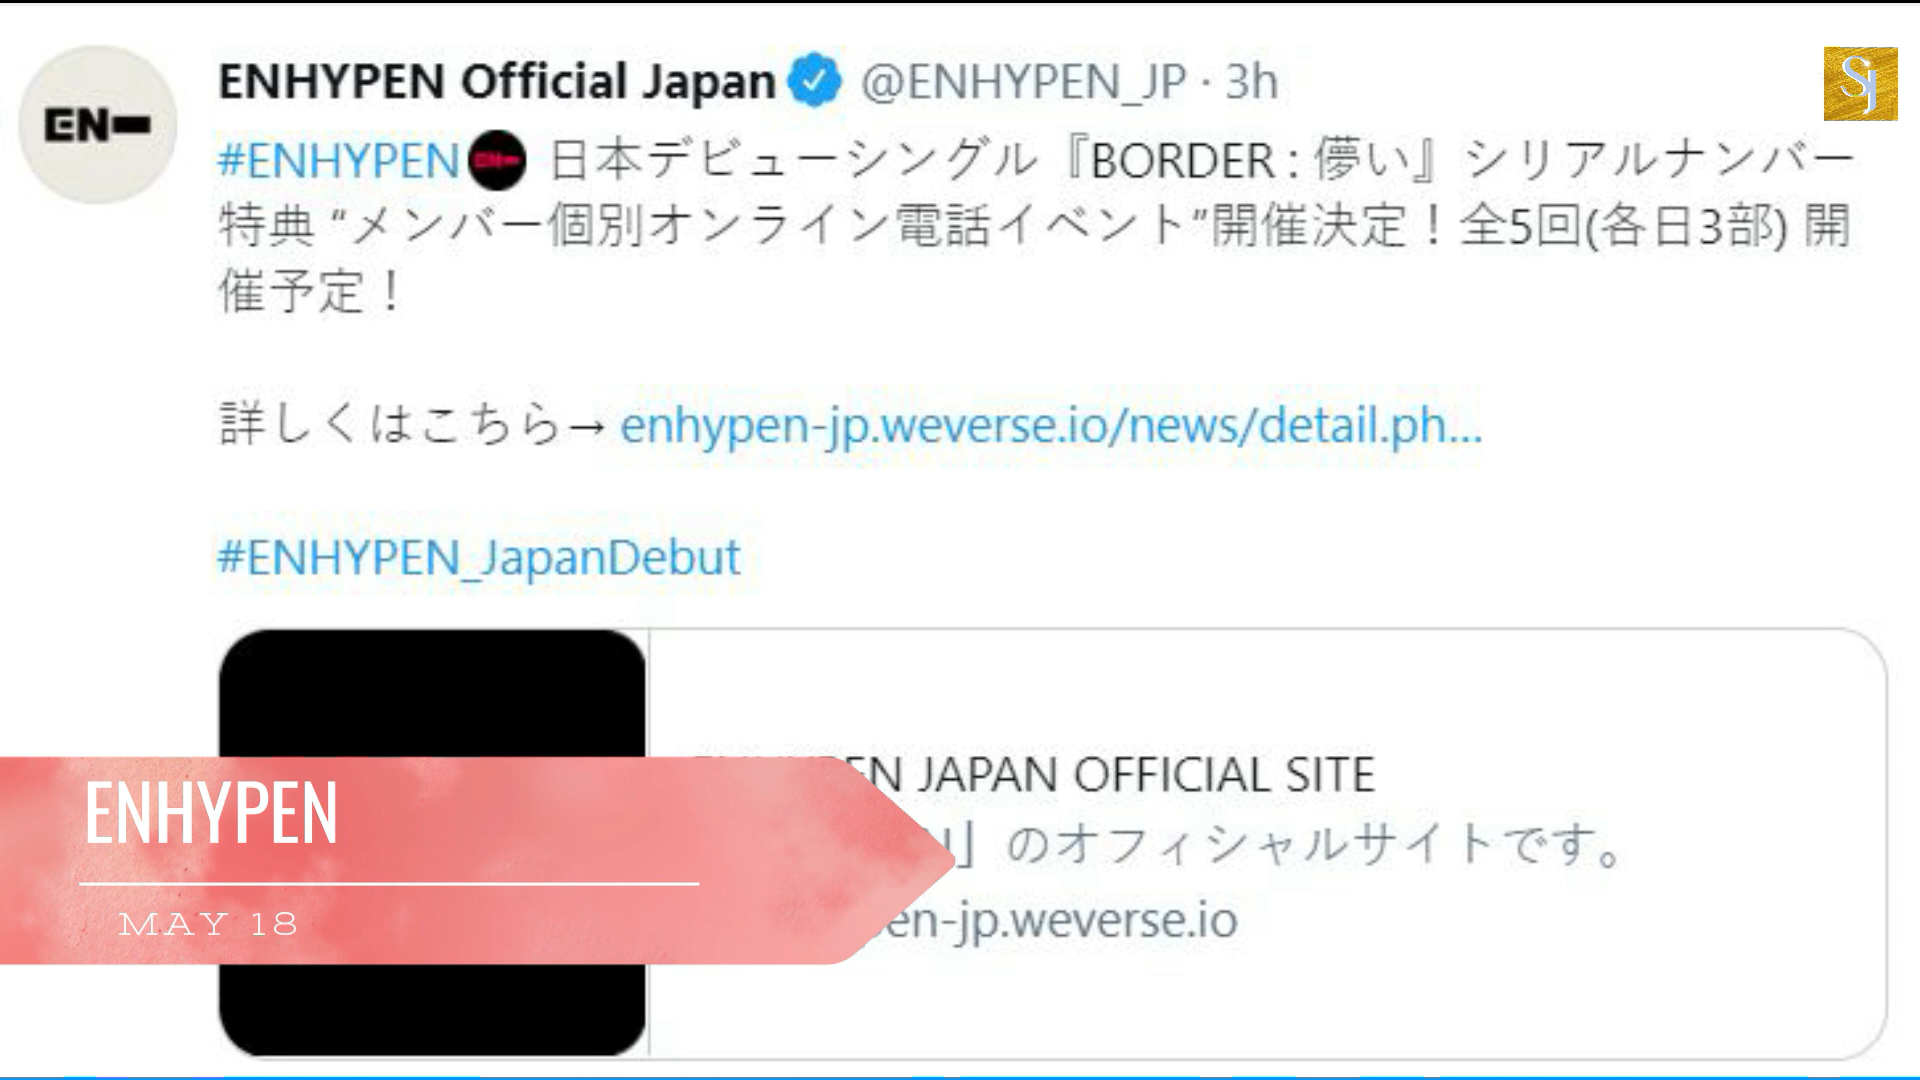 ENHYPEN Official Japan @ENHYPEN_JP · 3h
EN-
SJ
#ENHYPEN 日本デビューシングル『BORDER : 儚い』シリアルナンバー
特典 “メンバー個別オンライン電話イベント”開催決定！全5回(各日3部) 開
催予定！
詳しくはこちら→ enhypen-jp.weverse.io/news/detail.ph...
#ENHYPEN_JapanDebut
JAPAN OFFICIAL SITE
」のオフィシャルサイトです。
en-jp.weverse.io
ENHYPEN
MAY 18